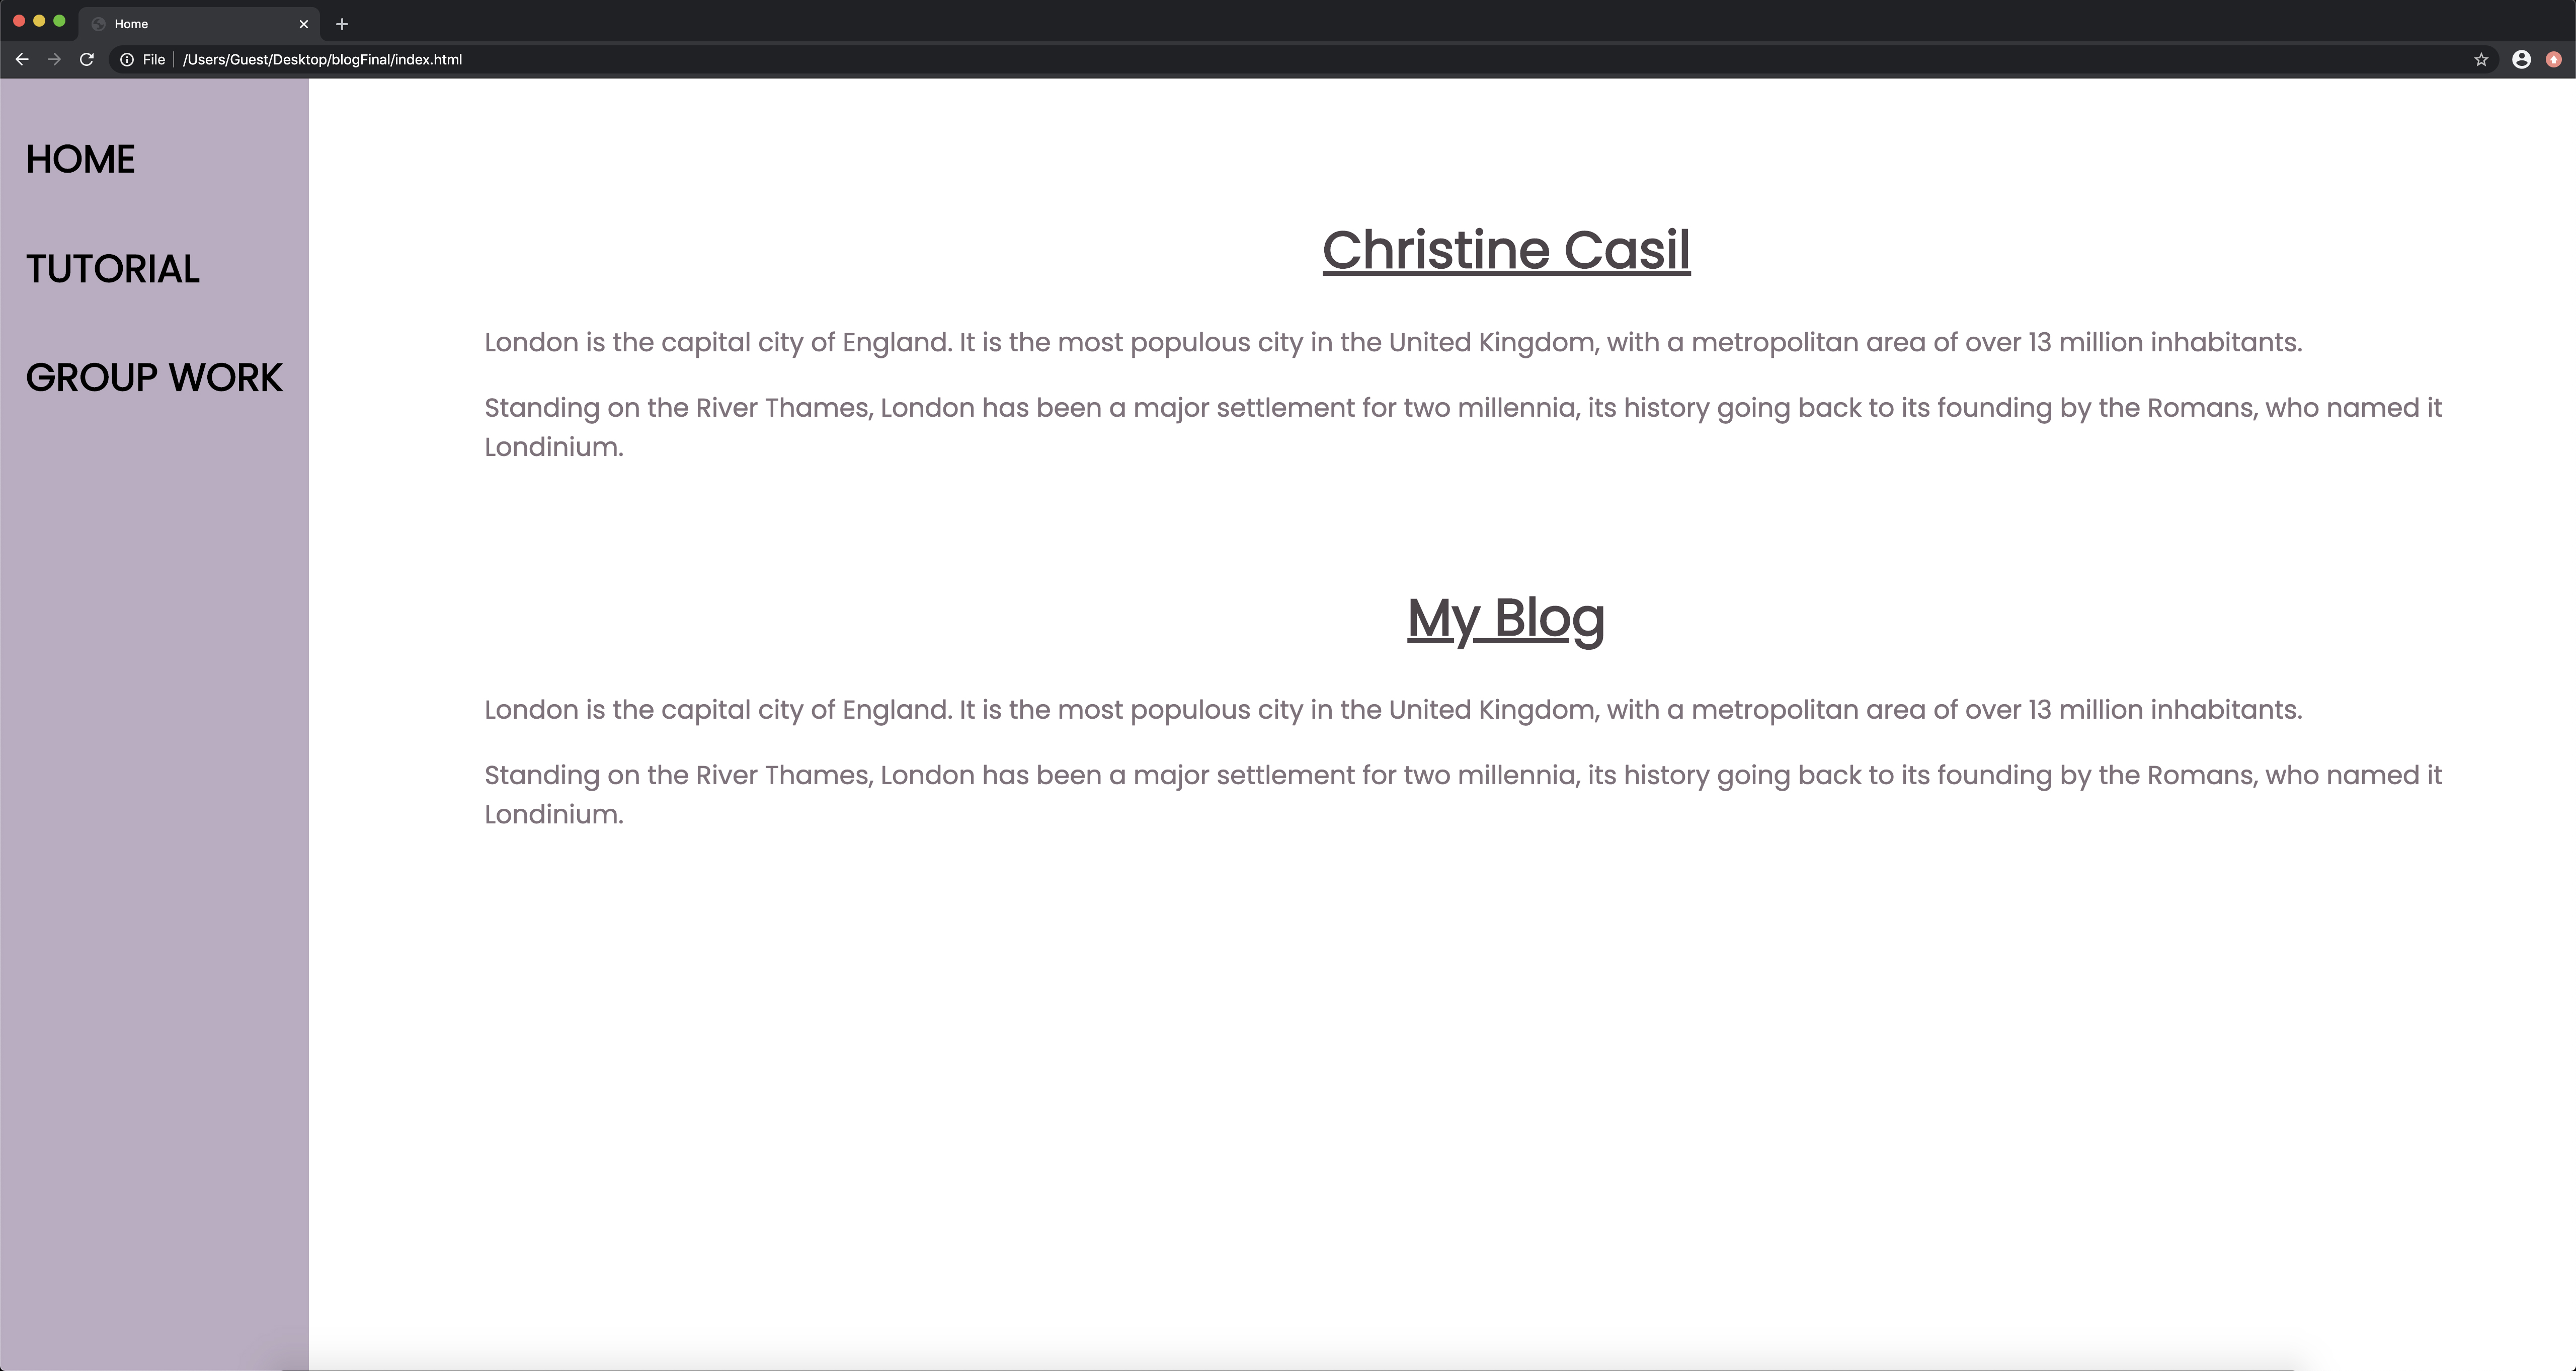 Home
File /Users/Guest/Desktop/blogFinal/index.html
HOME
TUTORIAL
GROUP WORK
Christine Casil
London is the capital city of England. It is the most populous city in the United Kingdom, with a metropolitan area of over 13 million inhabitants.
Standing on the River Thames, London has been a major settlement for two millennia, its history going back to its founding by the Romans, who named it
Londinium.
My Blog
London is the capital city of England. It is the most populous city in the United Kingdom, with a metropolitan area of over 13 million inhabitants.
Standing on the River Thames, London has been a major settlement for two millennia, its history going back to its founding by the Romans, who named it
Londinium.